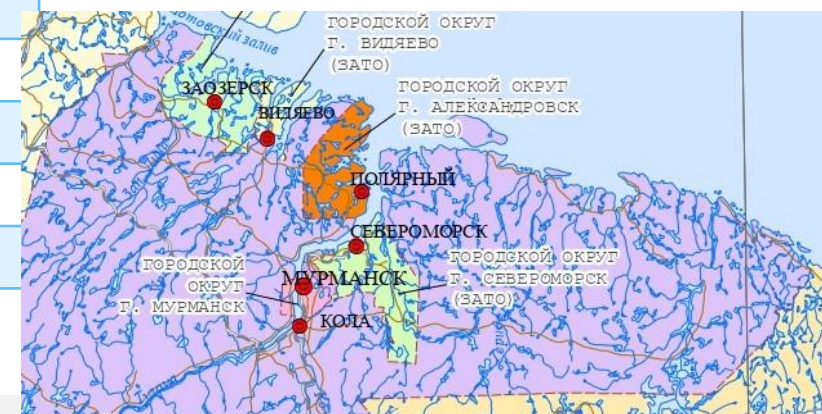 ГОРОДСКОЙ ОКРУГ
Г. ВИДЯЕВО
(ЗАТО)
залив
ЗАОЗЕРСК
ВИДЯЕВО
ГОРОДСКОЙ ОКРУГ
Г. АЛЕКСАНДРОВСК
(ЗАТО)
ПОЛЯРНЫЙ
СЕВЕРОМОРСК
ГОРОДСКОЙ
ОКРУГ
Г. МУРМАНСК
МУРМАНСК
ГОРОДСКОЙ ОКРУГ
Г. СЕВЕРОМОРСК
(ЗАТО)
КОЛА